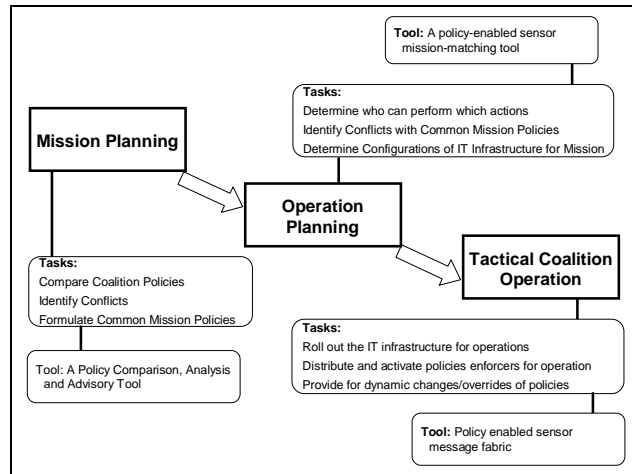 Tool: A policy-enabled sensor
mission-matching tool
Tasks:
Determine who can perform which actions
Identify Conflicts with Common Mission Policies
Determine Configurations of IT Infrastructure for Mission
Mission Planning
Operation
Planning
Tactical Coalition
Operation
Tasks:
Compare Coalition Policies
Identify Conflicts
Formulate Common Mission Policies
Tool: A Policy Comparison, Analysis
and Advisory Tool
Tasks:
Roll out the IT infrastructure for operations
Distribute and activate policies enforcers for operation
Provide for dynamic changes/overrides of policies
Tool: Policy enabled sensor
message fabric